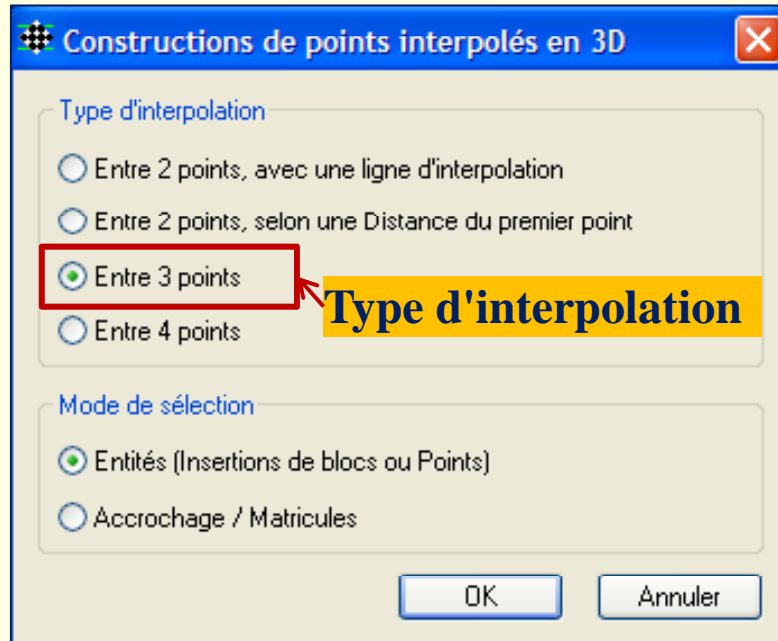 Constructions de points interpolés en 3D
Type d'interpolation
Entre 2 points, avec une ligne d'interpolation
Entre 2 points, selon une Distance du premier point
Entre 3 points
Type d'interpolation
Entre 4 points
Mode de sélection
Entités (Insertions de blocs ou Points)
Accrochage / Matricules
OK
Annuler